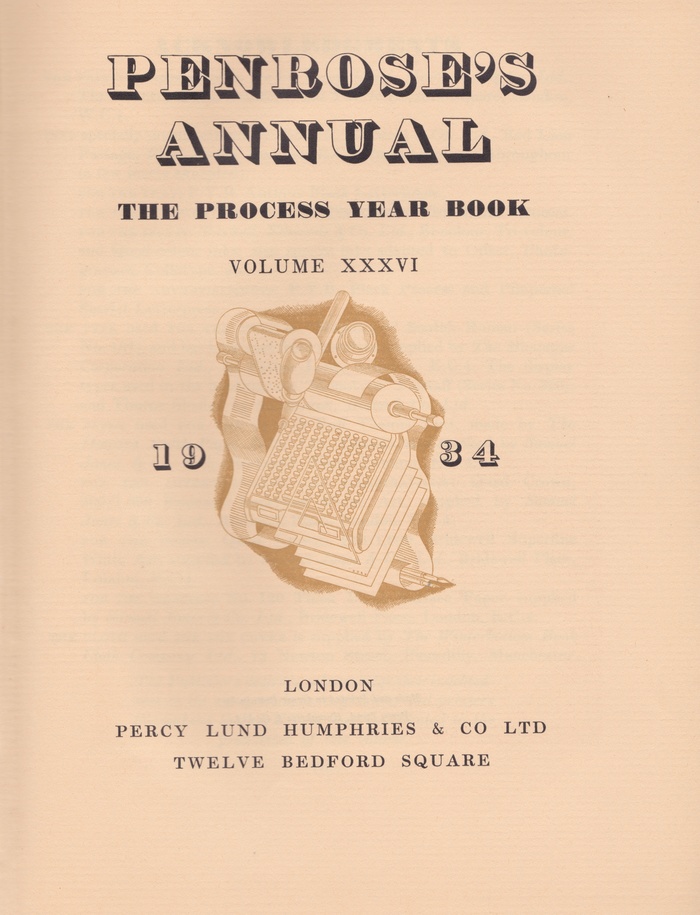 PENROSE'S
ANNUAL
THE PROCESS YEAR BOOK
VOLUME XXXVI
19 34
LONDON
PERCY LUND HUMPHRIES & CO LTD
TWELVE BEDFORD SQUARE